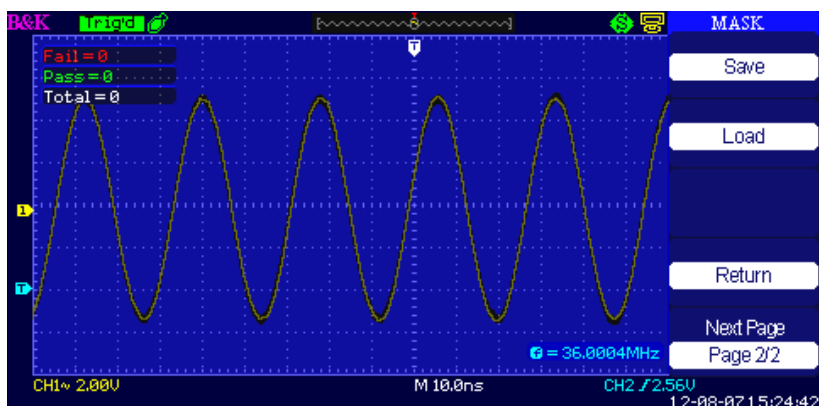 B&K Trig'd MASK
Fail=0
Pass=0
Total=0
T
Save
Load
1
T
Return
Next Page
Page 2/2
f = 36.0004MHz
CH1~ 2.00V M 10.0ns CH2 2.56V
12-08-07 15:24:42